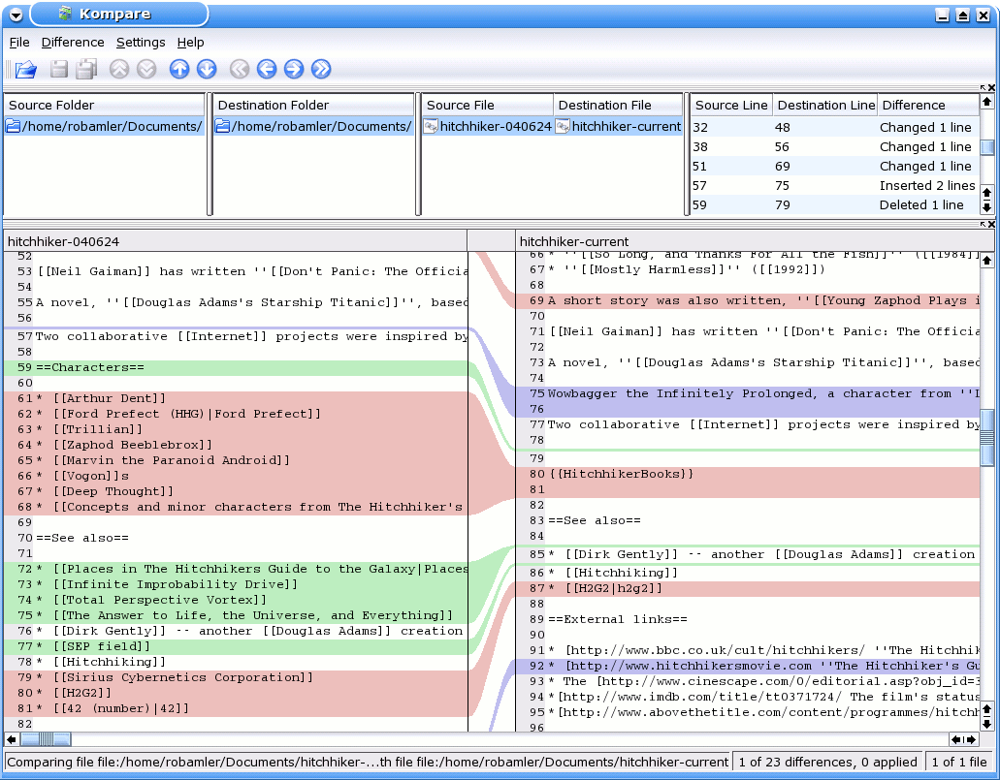 Kompare
File Difference Settings Help
Source Folder
/home/robamler/Documents/
Destination Folder
/home/robamler/Documents/
Source File Destination File
hitchhiker-040624 hitchhiker-current
Source Line Destination Line Difference
32 48 Changed 1 line
38 56 Changed 1 line
51 69 Changed 1 line
57 75 Inserted 2 lines
59 79 Deleted 1 line
hitchhiker-040624
52
53 [[Neil Gaiman]] has written ''[[Don't Panic: The Officia
54
55 A novel, ''[[Douglas Adams's Starship Titanic]]'', based
56
57 Two collaborative [[Internet]] projects were inspired by
58
59 ==Characters==
60
61 * [[Arthur Dent]]
62 * [[Ford Prefect (HHG)|Ford Prefect]]
63 * [[Trillian]]
64 * [[Zaphod Beeblebrox]]
65 * [[Marvin the Paranoid Android]]
66 * [[Vogon]]s
67 * [[Deep Thought]]
68 * [[Concepts and minor characters from The Hitchhiker's
69
70 ==See also==
71
72 * [[Places in The Hitchhikers Guide to the Galaxy|Places
73 * [[Infinite Improbability Drive]]
74 * [[Total Perspective Vortex]]
75 * [[The Answer to Life, the Universe, and Everything]]
76 * [[Dirk Gently]] -- another [[Douglas Adams]] creation
77 * [[SEP field]]
78 * [[Hitchhiking]]
79 * [[Sirius Cybernetics Corporation]]
80 * [[H2G2]]
81 * [[42 (number)|42]]
82
hitchhiker-current
66 * ''[[So Long, and Thanks For All the Fish]]'' ([[1984]]
67 * ''[[Mostly Harmless]]'' ([[1992]])
68
69 A short story was also written, ''[[Young Zaphod Plays i
70
71 [[Neil Gaiman]] has written ''[[Don't Panic: The Officia
72
73 A novel, ''[[Douglas Adams's Starship Titanic]]'', based
74
75 Wowbagger the Infinitely Prolonged, a character from ''L
76
77 Two collaborative [[Internet]] projects were inspired by
78
79
80 {{HitchhikerBooks}}
81
82
83 ==See also==
84
85 * [[Dirk Gently]] -- another [[Douglas Adams]] creation
86 * [[Hitchhiking]]
87 * [[H2G2|h2g2]]
88
89 ==External links==
90
91 * [http://www.bbc.co.uk/cult/hitchhikers/ ''The Hitchhik
92 * [http://www.hitchhikersmovie.com ''The Hitchhiker's Gu
93 * The [http://www.cinescape.com/0/editorial.asp?obj_id=3
94 *[http://www.imdb.com/title/tt0371724/ The film's status
95 *[http://www.abovethetitle.com/content/programmes/hitchh
96
Comparing file file:/home/robamler/Documents/hitchhiker-...th file file:/home/robamler/Documents/hitchhiker-current
1 of 23 differences, 0 applied
1 of 1 file